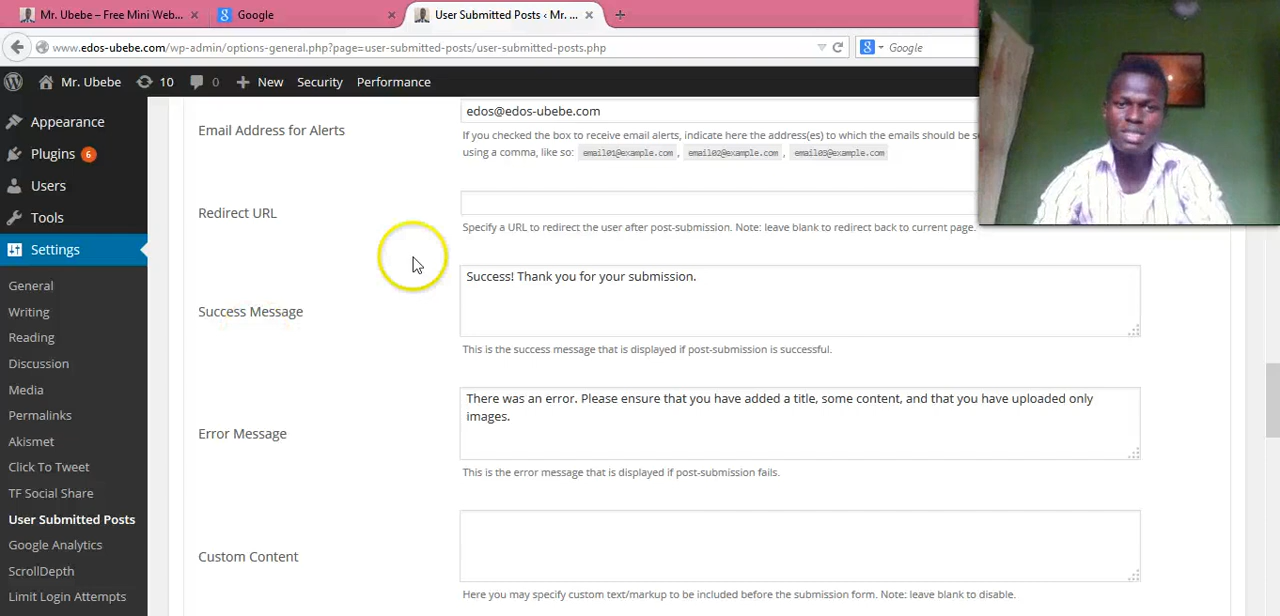 Mr. Ubebe – Free Mini Web... ×
Google ×
User Submitted Posts ‹ Mr. ... ×
www.edos-ubebe.com/wp-admin/options-general.php?page=user-submitted-posts/user-submitted-posts.php
Google
Mr. Ubebe 10 0 New Security Performance
Appearance
Plugins 6
Users
Tools
Settings
General
Writing
Reading
Discussion
Media
Permalinks
Akismet
Click To Tweet
TF Social Share
User Submitted Posts
Google Analytics
ScrollDepth
Limit Login Attempts
Email Address for Alerts
edos@edos-ubebe.com
If you checked the box to receive email alerts, indicate here the address(es) to which the emails should be
using a comma, like so: email01@example.com, email02@example.com, email03@example.com
Redirect URL
Specify a URL to redirect the user after post-submission. Note: leave blank to redirect back to current page.
Success Message
Success! Thank you for your submission.
This is the success message that is displayed if post-submission is successful.
Error Message
There was an error. Please ensure that you have added a title, some content, and that you have uploaded only
images.
This is the error message that is displayed if post-submission fails.
Custom Content
Here you may specify custom text/markup to be included before the submission form. Note: leave blank to disable.